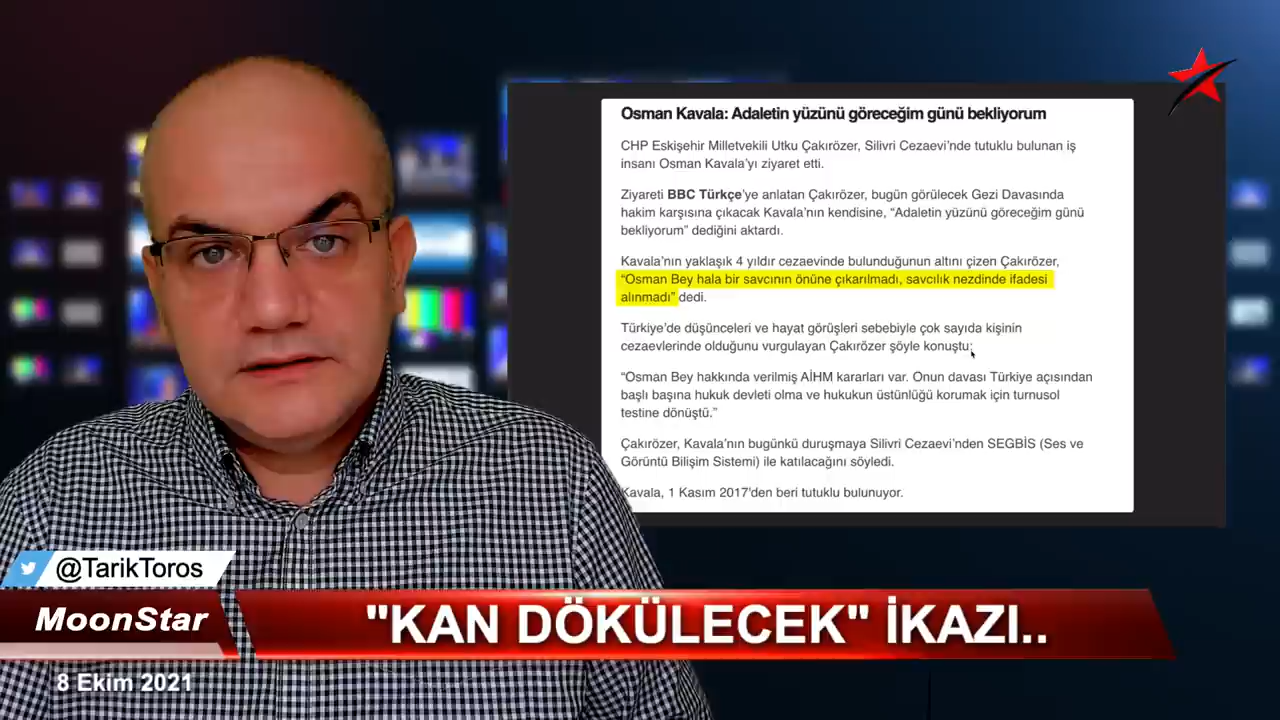 Osman Kavala: Adaletin yüzünü göreceğim günü bekliyorum
CHP Eskişehir Milletvekili Utku Çakırözer, Silivri Cezaevi’nde tutuklu bulunan iş
insanı Osman Kavala’yı ziyaret etti.
Ziyareti BBC Türkçe’ye anlatan Çakırözer, bugün görülecek Gezi Davasında
hakim karşısına çıkacak Kavala’nın kendisine, “Adaletin yüzünü göreceğim günü
bekliyorum” dediğini aktardı.
Kavala’nın yaklaşık 4 yıldır cezaevinde bulunduğunun altını çizen Çakırözer,
“Osman Bey hala bir savcının önüne çıkarılmadı, savcılık nezdinde ifadesi
alınmadı” dedi.
Türkiye’de düşünceleri ve hayat görüşleri sebebiyle çok sayıda kişinin
cezaevlerinde olduğunu vurgulayan Çakırözer şöyle konuştu:
“Osman Bey hakkında verilmiş AİHM kararları var. Onun davası Türkiye açısından
başlı başına hukuk devleti olma ve hukukun üstünlüğü korumak için turnusol
testine dönüştü.”
Çakırözer, Kavala’nın bugünkü duruşmaya Silivri Cezaevi’nden SEGBİS (Ses ve
Görüntü Bilişim Sistemi) ile katılacağını söyledi.
Kavala, 1 Kasım 2017’den beri tutuklu bulunuyor.
@TarikToros
MoonStar
"KAN DÖKÜLECEK" İKAZI..
8 Ekim 2021